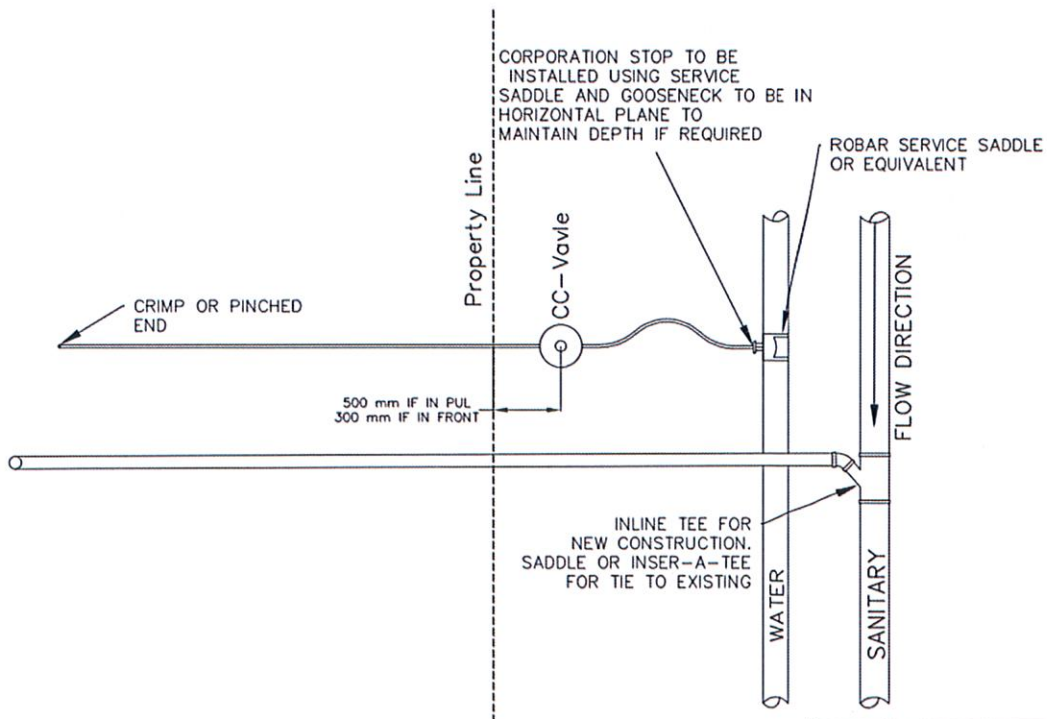 CORPORATION STOP TO BE
INSTALLED USING SERVICE
SADDLE AND GOOSENECK TO BE IN
HORIZONTAL PLANE TO
MAINTAIN DEPTH IF REQUIRED
ROBAR SERVICE SADDLE
OR EQUIVALENT
Property Line
CC-Vavle
CRIMP OR PINCHED
END
FLOW DIRECTION
500 mm IF IN PUL
300 mm IF IN FRONT
INLINE TEE FOR
NEW CONSTRUCTION.
SADDLE OR INSER-A-TEE
FOR TIE TO EXISTING
WATER
SANITARY